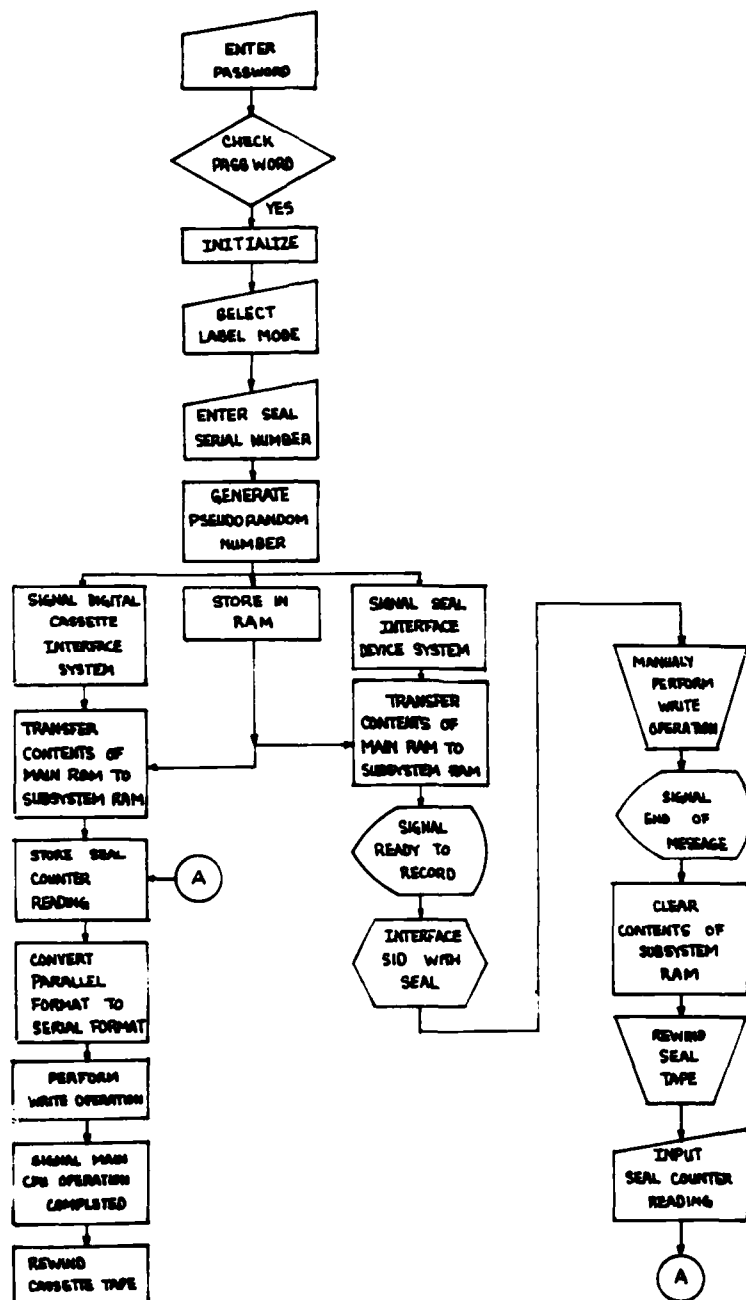 ENTER
PASSWORD
CHECK
PASSWORD
YES
INITIALIZE
SELECT
LABEL MODE
ENTER SEAL
SERIAL NUMBER
GENERATE
PSEUDORANDOM
NUMBER
SIGNAL DIGITAL
CASSETTE
INTERFACE
SYSTEM
STORE IN
RAM
SIGNAL SEAL
INTERFACE
DEVICE SYSTEM
TRANSFER
CONTENTS OF
MAIN RAM TO
SUBSYSTEM RAM
TRANSFER
CONTENTS OF
MAIN RAM TO
SUBSYSTEM RAM
STORE SEAL
COUNTER
READING
A
SIGNAL
READY TO
RECORD
CONVERT
PARALLEL
FORMAT TO
SERIAL FORMAT
INTERFACE
SID WITH
SEAL
PERFORM
WRITE OPERATION
SIGNAL MAIN
CPU OPERATION
COMPLETED
REWIND
CASSETTE TAPE
MANUALY
PERFORM
WRITE
OPERATION
SIGNAL
END OF
MESSAGE
CLEAR
CONTENTS OF
SUBSYSTEM
RAM
REWIND
SEAL
TAPE
INPUT
SEAL COUNTER
READING
A